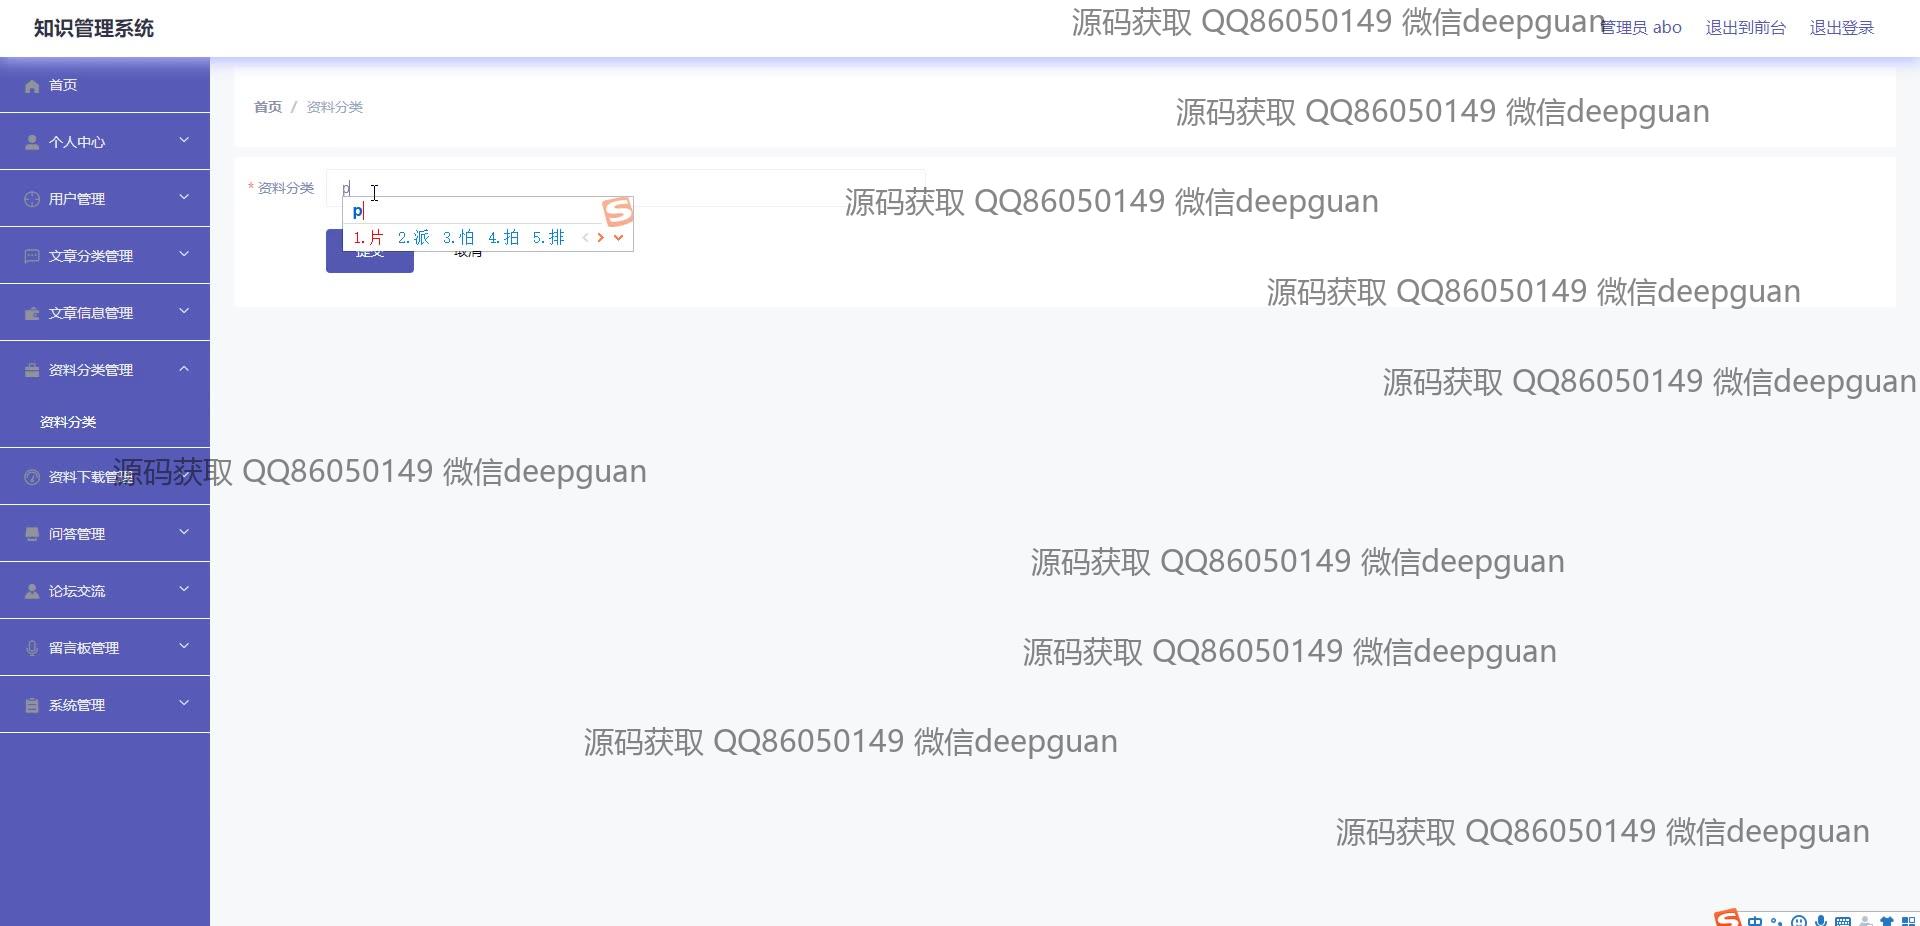 知识管理系统
源码获取 QQ86050149 微信deepguan
管理员 abo
退出到前台
退出登录
首页
首页 / 资料分类
源码获取 QQ86050149 微信deepguan
个人中心
* 资料分类
p
源码获取 QQ86050149 微信deepguan
用户管理
p
1.片 2.派 3.怕 4.拍 5.排
提交
取消
文章分类管理
源码获取 QQ86050149 微信deepguan
文章信息管理
资料分类管理
源码获取 QQ86050149 微信deepguan
资料分类
资料下载管理
源码获取 QQ86050149 微信deepguan
问答管理
源码获取 QQ86050149 微信deepguan
论坛交流
留言板管理
源码获取 QQ86050149 微信deepguan
系统管理
源码获取 QQ86050149 微信deepguan
源码获取 QQ86050149 微信deepguan
中